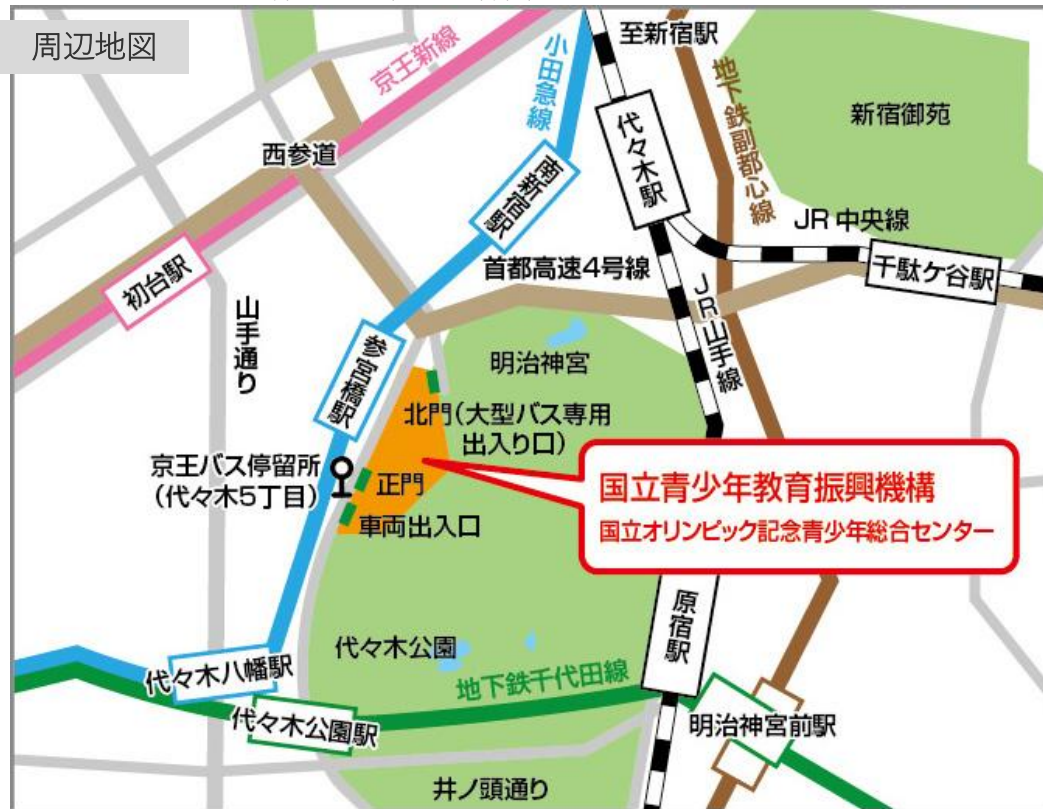 周辺地図
京王新線
小田急線
至新宿駅
地下鉄副都心線
新宿御苑
代々木駅
西参道
南新宿駅
JR中央線
千駄ケ谷駅
初台駅
首都高速4号線
JR山手線
山手通り
参宮橋駅
明治神宮
北門(大型バス専用
出入り口)
京王バス停留所
(代々木5丁目)
正門
車両出入口
国立青少年教育振興機構
国立オリンピック記念青少年総合センター
原宿駅
代々木公園
代々木八幡駅
地下鉄千代田線
代々木公園駅
明治神宮前駅
井ノ頭通り